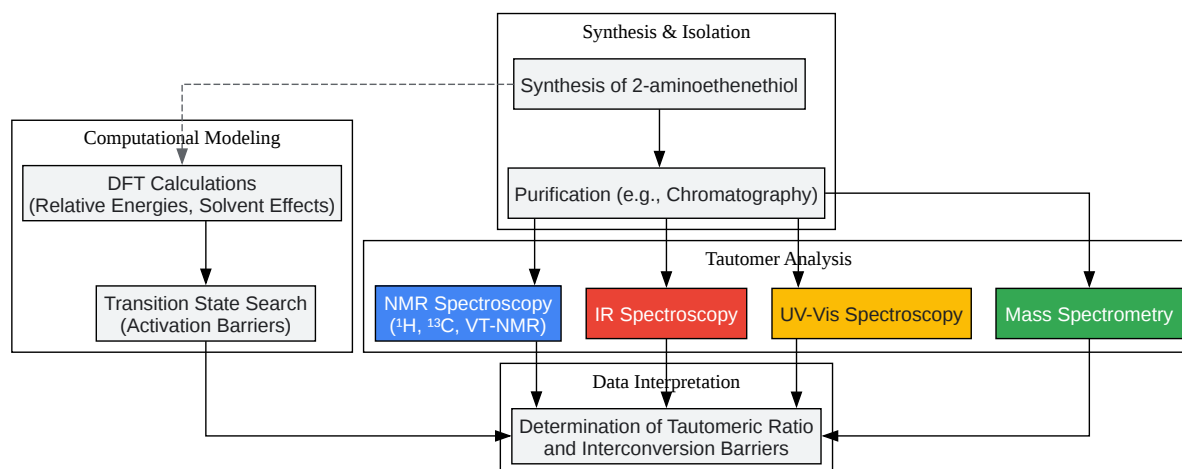 Synthesis & Isolation
Synthesis of 2-aminoethenethiol
Purification (e.g., Chromatography)
Computational Modeling
DFT Calculations
(Relative Energies, Solvent Effects)
Transition State Search
(Activation Barriers)
Tautomer Analysis
NMR Spectroscopy
(¹H, ¹³C, VT-NMR)
IR Spectroscopy
UV-Vis Spectroscopy
Mass Spectrometry
Data Interpretation
Determination of Tautomeric Ratio
and Interconversion Barriers